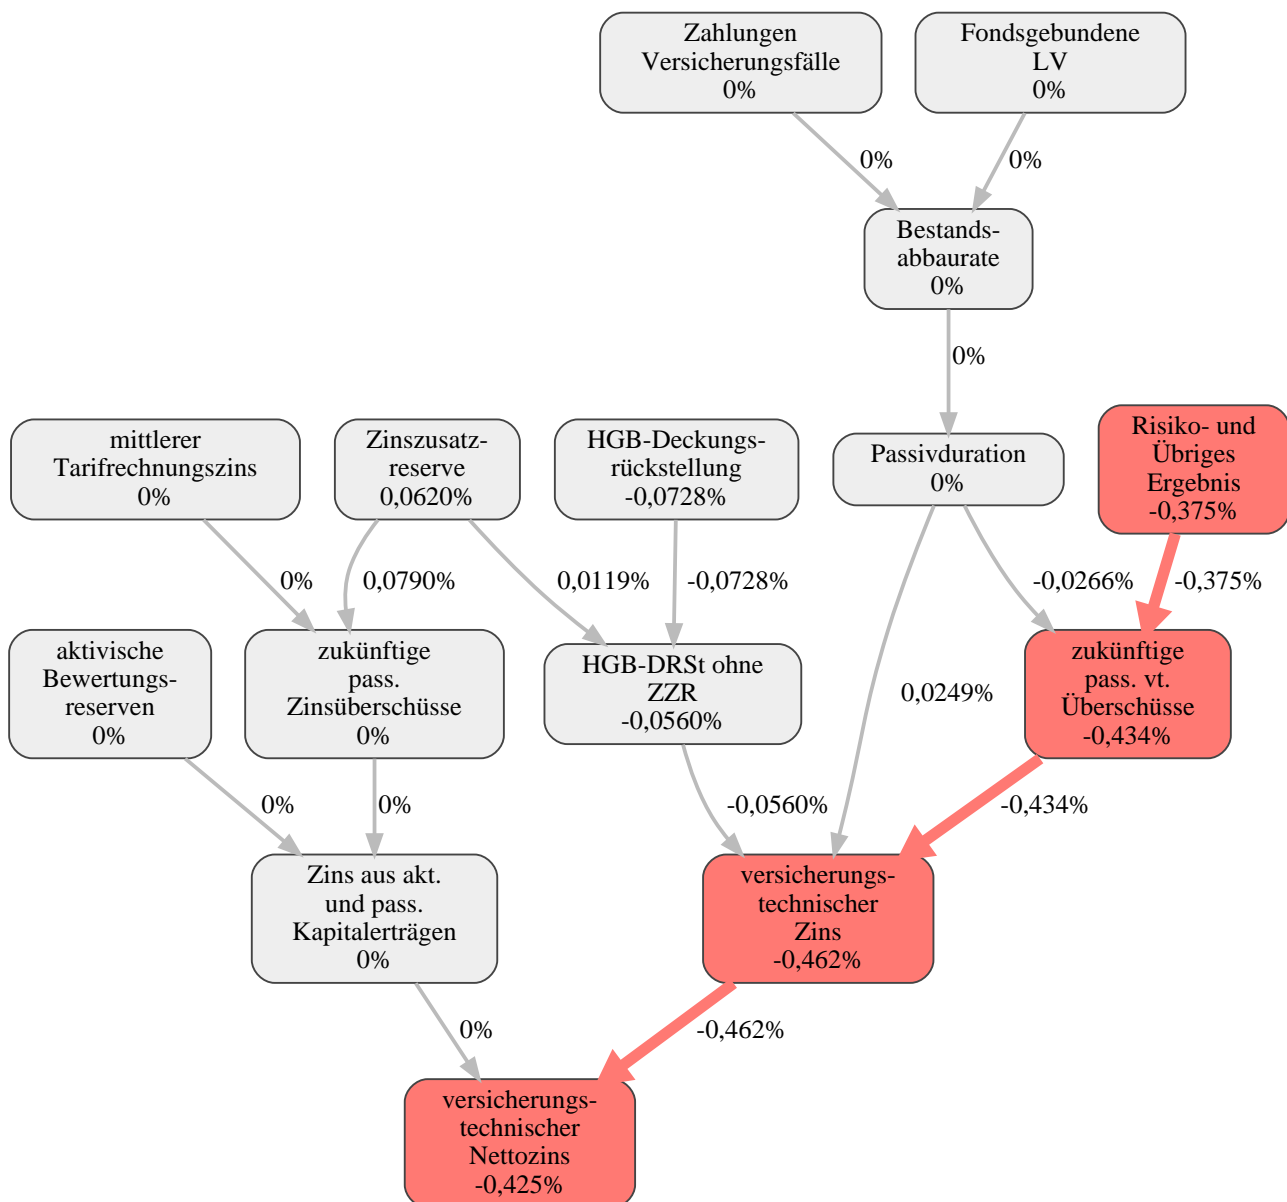 Zahlungen
Versicherungsfälle
0%
Fondsgebundene
LV
0%
0%
0%
Bestands-
abbaurate
0%
0%
mittlerer
Tarifrechnungszins
0%
Zinszusatz-
reserve
0,0620%
HGB-Deckungs-
rückstellung
-0,0728%
Passivduration
0%
Risiko- und
Übriges
Ergebnis
-0,375%
0%
0,0790%
0,0119%
-0,0728%
-0,0266%
-0,375%
aktivische
Bewertungs-
reserven
0%
zukünftige
pass.
Zinsüberschüsse
0%
HGB-DRSt ohne
ZZR
-0,0560%
0,0249%
zukünftige
pass. vt.
Überschüsse
-0,434%
0%
0%
-0,0560%
-0,434%
Zins aus akt.
und pass.
Kapitalerträgen
0%
versicherungs-
technischer
Zins
-0,462%
0%
-0,462%
versicherungs-
technischer
Nettozins
-0,425%